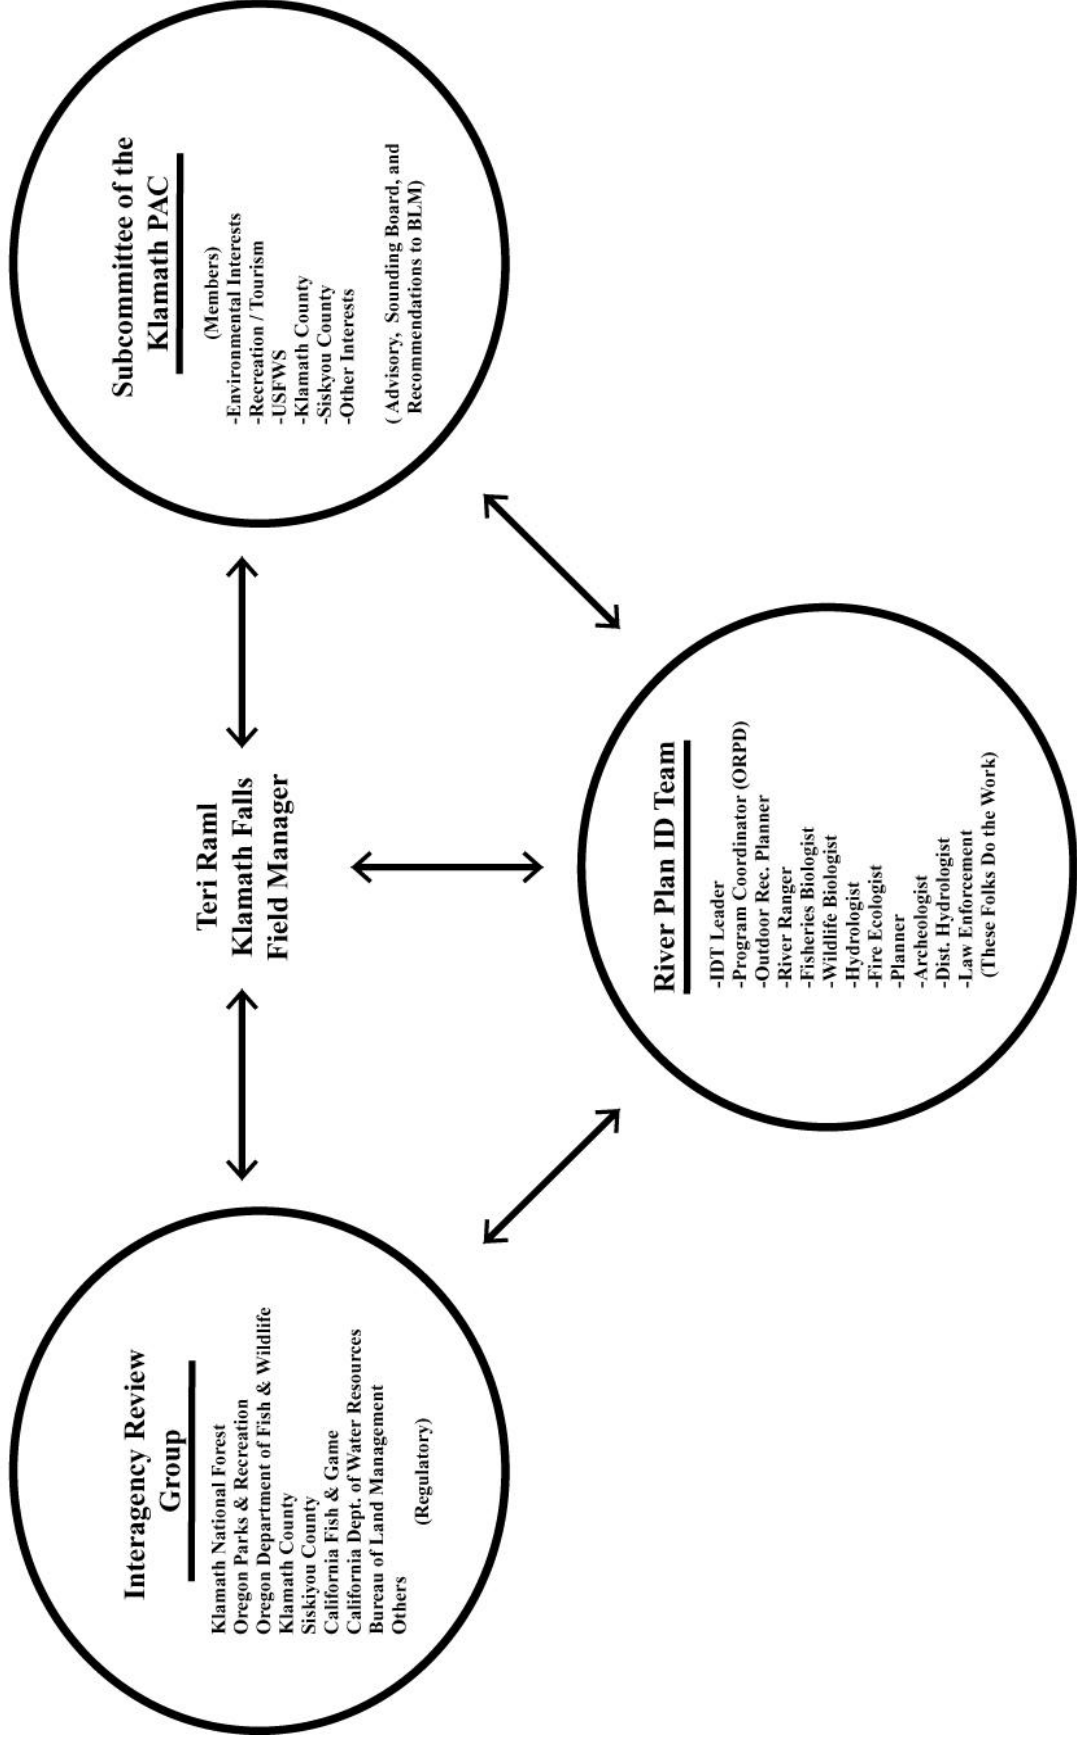 Interagency Review
Group
Klamath National Forest
Oregon Parks & Recreation
Oregon Department of Fish & Wildlife
Klamath County
Siskiyou County
California Fish & Game
California Dept. of Water Resources
Bureau of Land Management
Others
(Regulatory)
Teri Raml
Klamath Falls
Field Manager
Subcommittee of the
Klamath PAC
(Members)
-Environmental Interests
-Recreation / Tourism
-USFWS
-Klamath County
-Siskyou County
-Other Interests
( Advisory, Sounding Board, and
Recommendations to BLM)
River Plan ID Team
-IDT Leader
-Program Coordinator (ORPD)
-Outdoor Rec. Planner
-River Ranger
-Fisheries Biologist
-Wildlife Biologist
-Hydrologist
-Fire Ecologist
-Planner
-Archeologist
-Dist. Hydrologist
-Law Enforcement
(These Folks Do the Work)